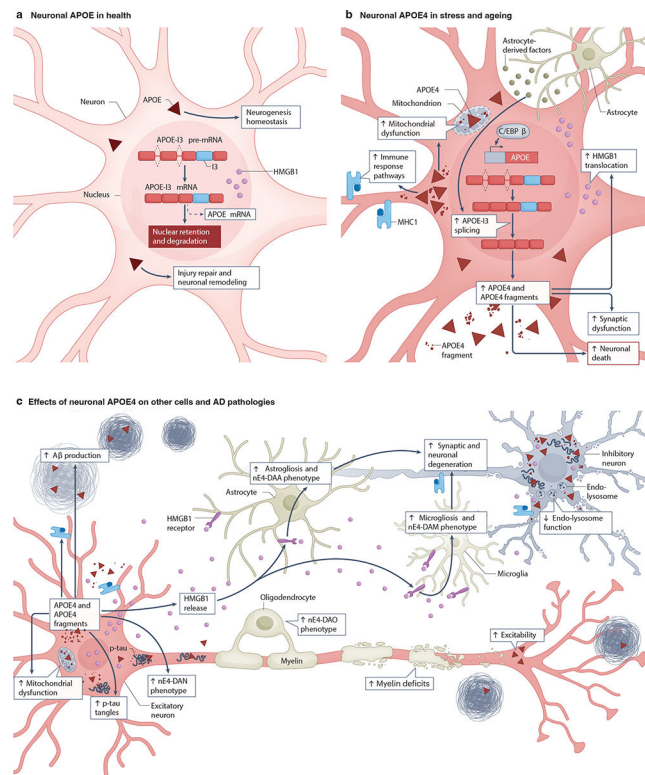 a Neuronal APOE in health
Neuron
APOE
Neurogenesis
homeostasis
APOE-I3 pre-mRNA
I3
HMGB1
APOE-I3 mRNA
Nucleus
APOE mRNA
Nuclear retention
and degradation
Injury repair and
neuronal remodeling
b Neuronal APOE4 in stress and ageing
Astrocyte-
derived factors
APOE4
Mitochondrion
Astrocyte
↑ Mitochondrial
dysfunction
C/EBP β
APOE
↑ Immune
response
pathways
↑ HMGB1
translocation
MHC1
↑ APOE-I3
splicing
↑ APOE4 and
APOE4 fragments
↑ Synaptic
dysfunction
APOE4
fragment
↑ Neuronal
death
c Effects of neuronal APOE4 on other cells and AD pathologies
↑ Aβ production
↑ Astrogliosis and
nE4-DAA phenotype
Astrocyte
↑ Synaptic and
neuronal
degeneration
Inhibitory
neuron
Endo-
lysosome
HMGB1
receptor
↑ Microgliosis and
nE4-DAM phenotype
↓ Endo-lysosome
function
Microglia
APOE4 and
APOE4
fragments
HMGB1
release
Oligodendrocyte
↑ nE4-DAO
phenotype
p-tau
↑ Excitability
Myelin
↑ Mitochondrial
dysfunction
↑ nE4-DAN
phenotype
↑ Myelin deficits
↑ p-tau
tangles
Excitatory
neuron